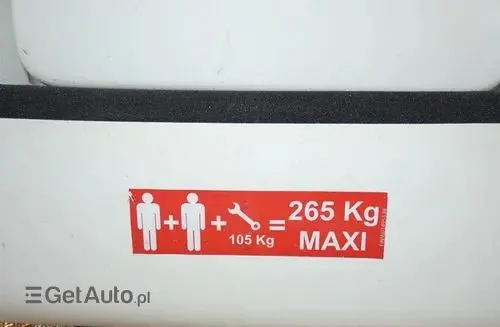 + + = 265 Kg
105 Kg MAXI
GetAuto.pl